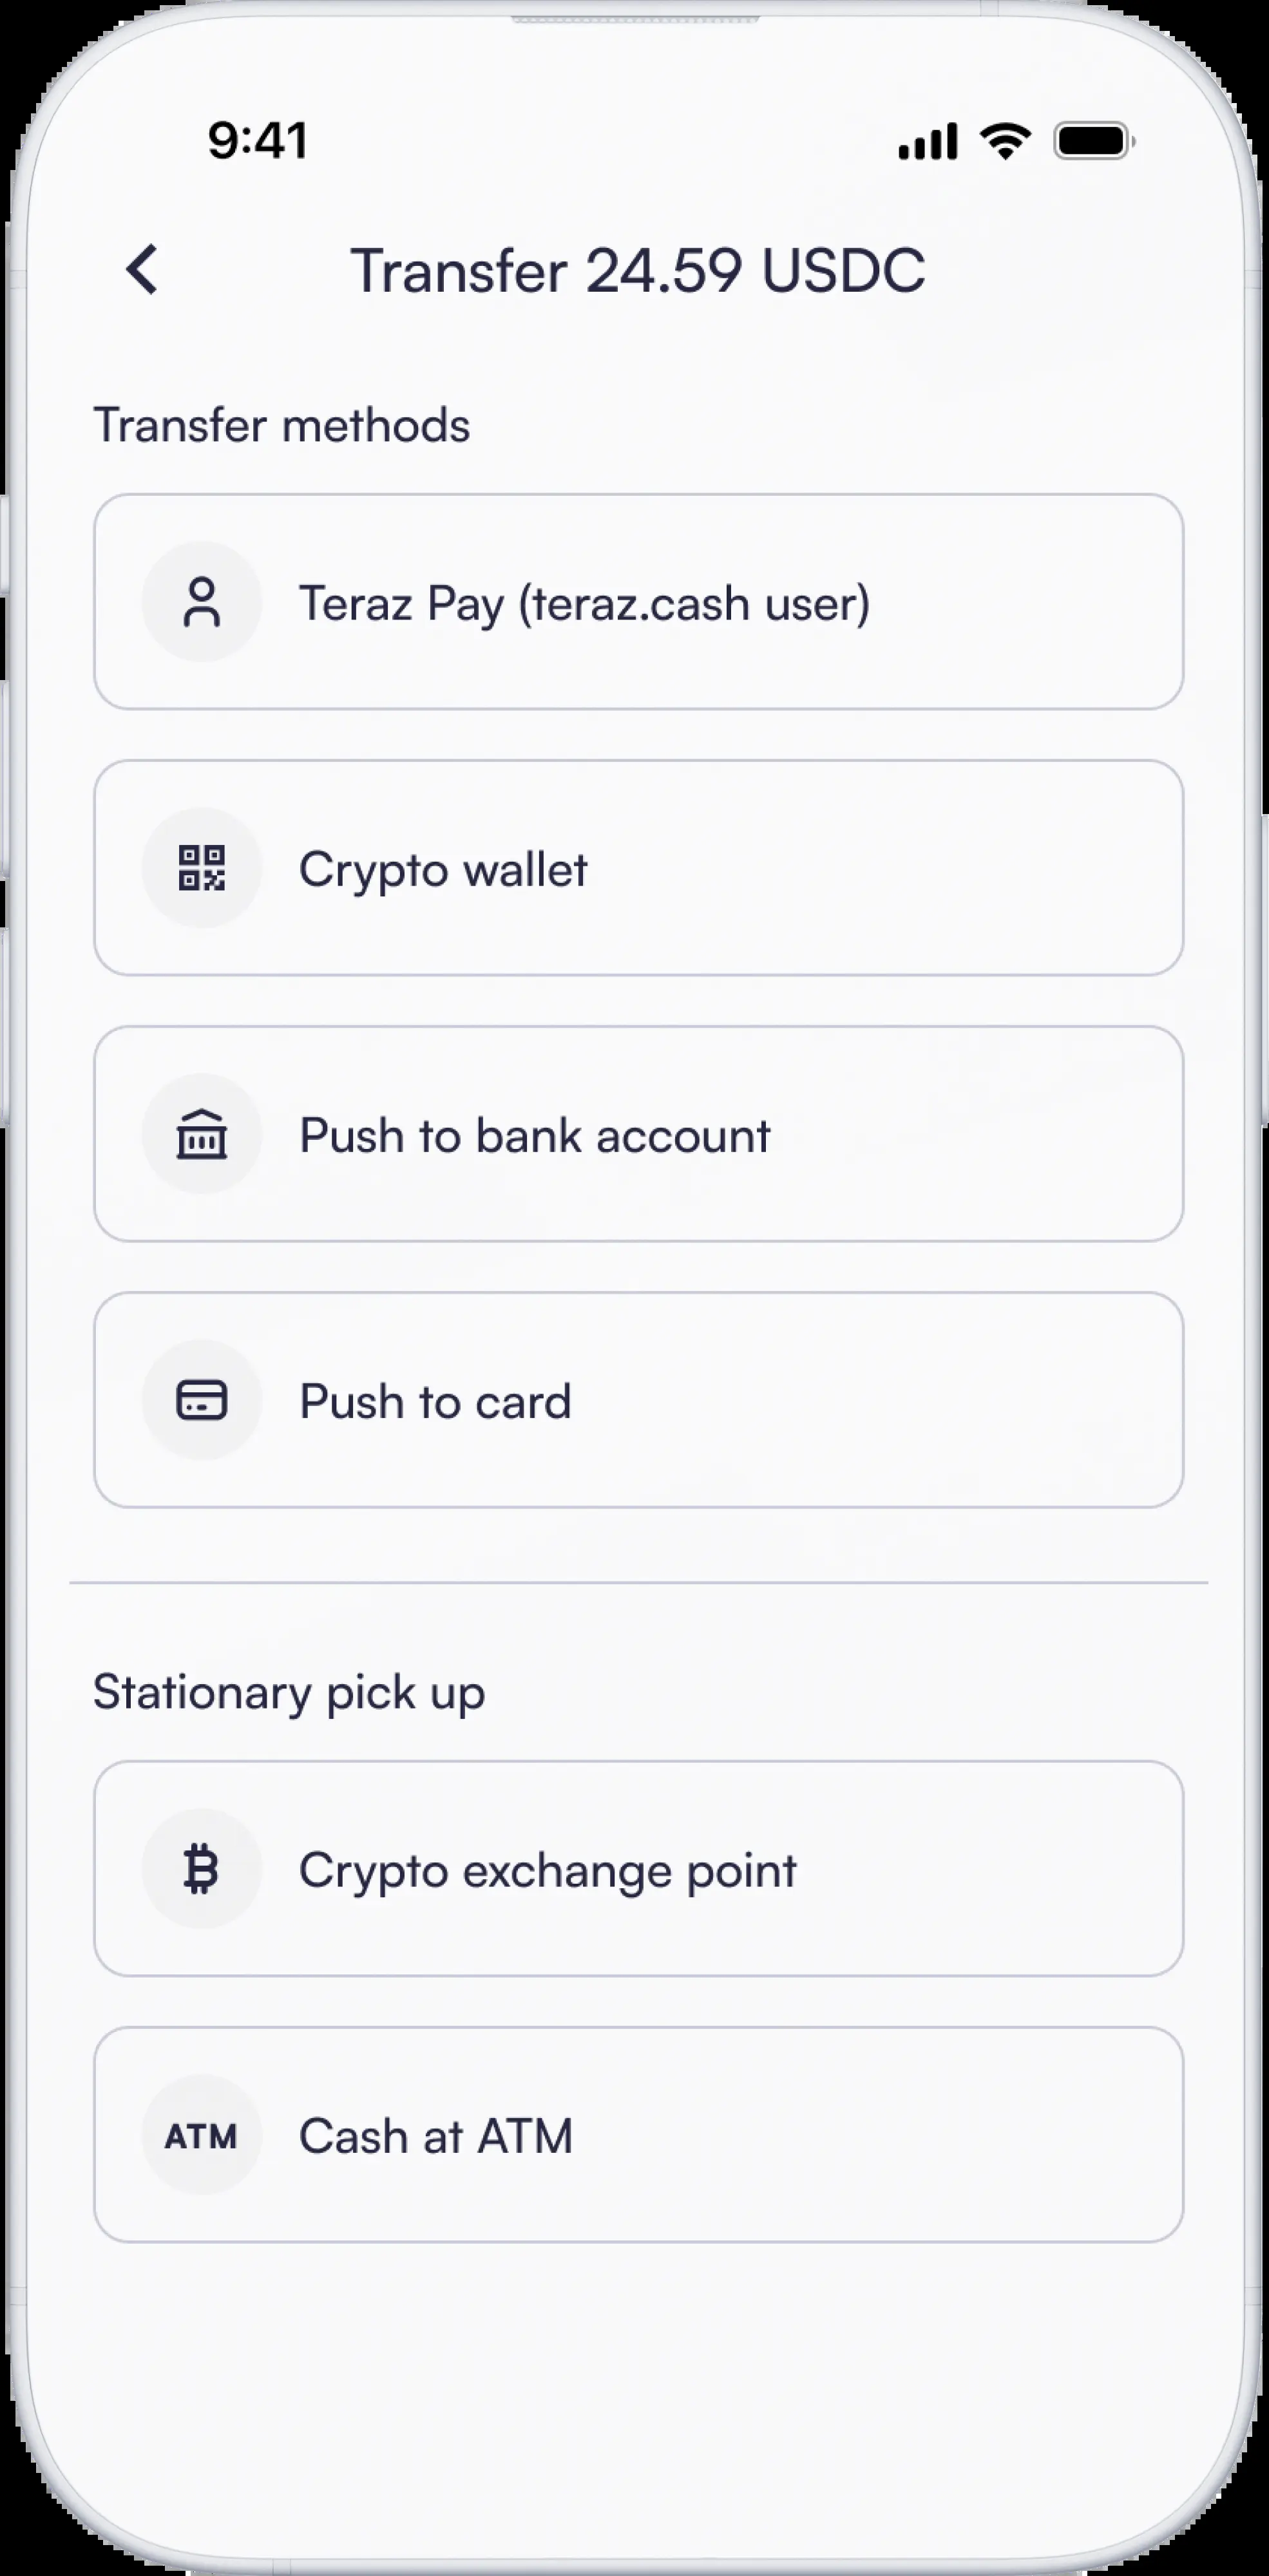 9:41
Transfer 24.59 USDC
Transfer methods
Teraz Pay (teraz.cash user)
Crypto wallet
Push to bank account
Push to card
Stationary pick up
Crypto exchange point
ATM Cash at ATM